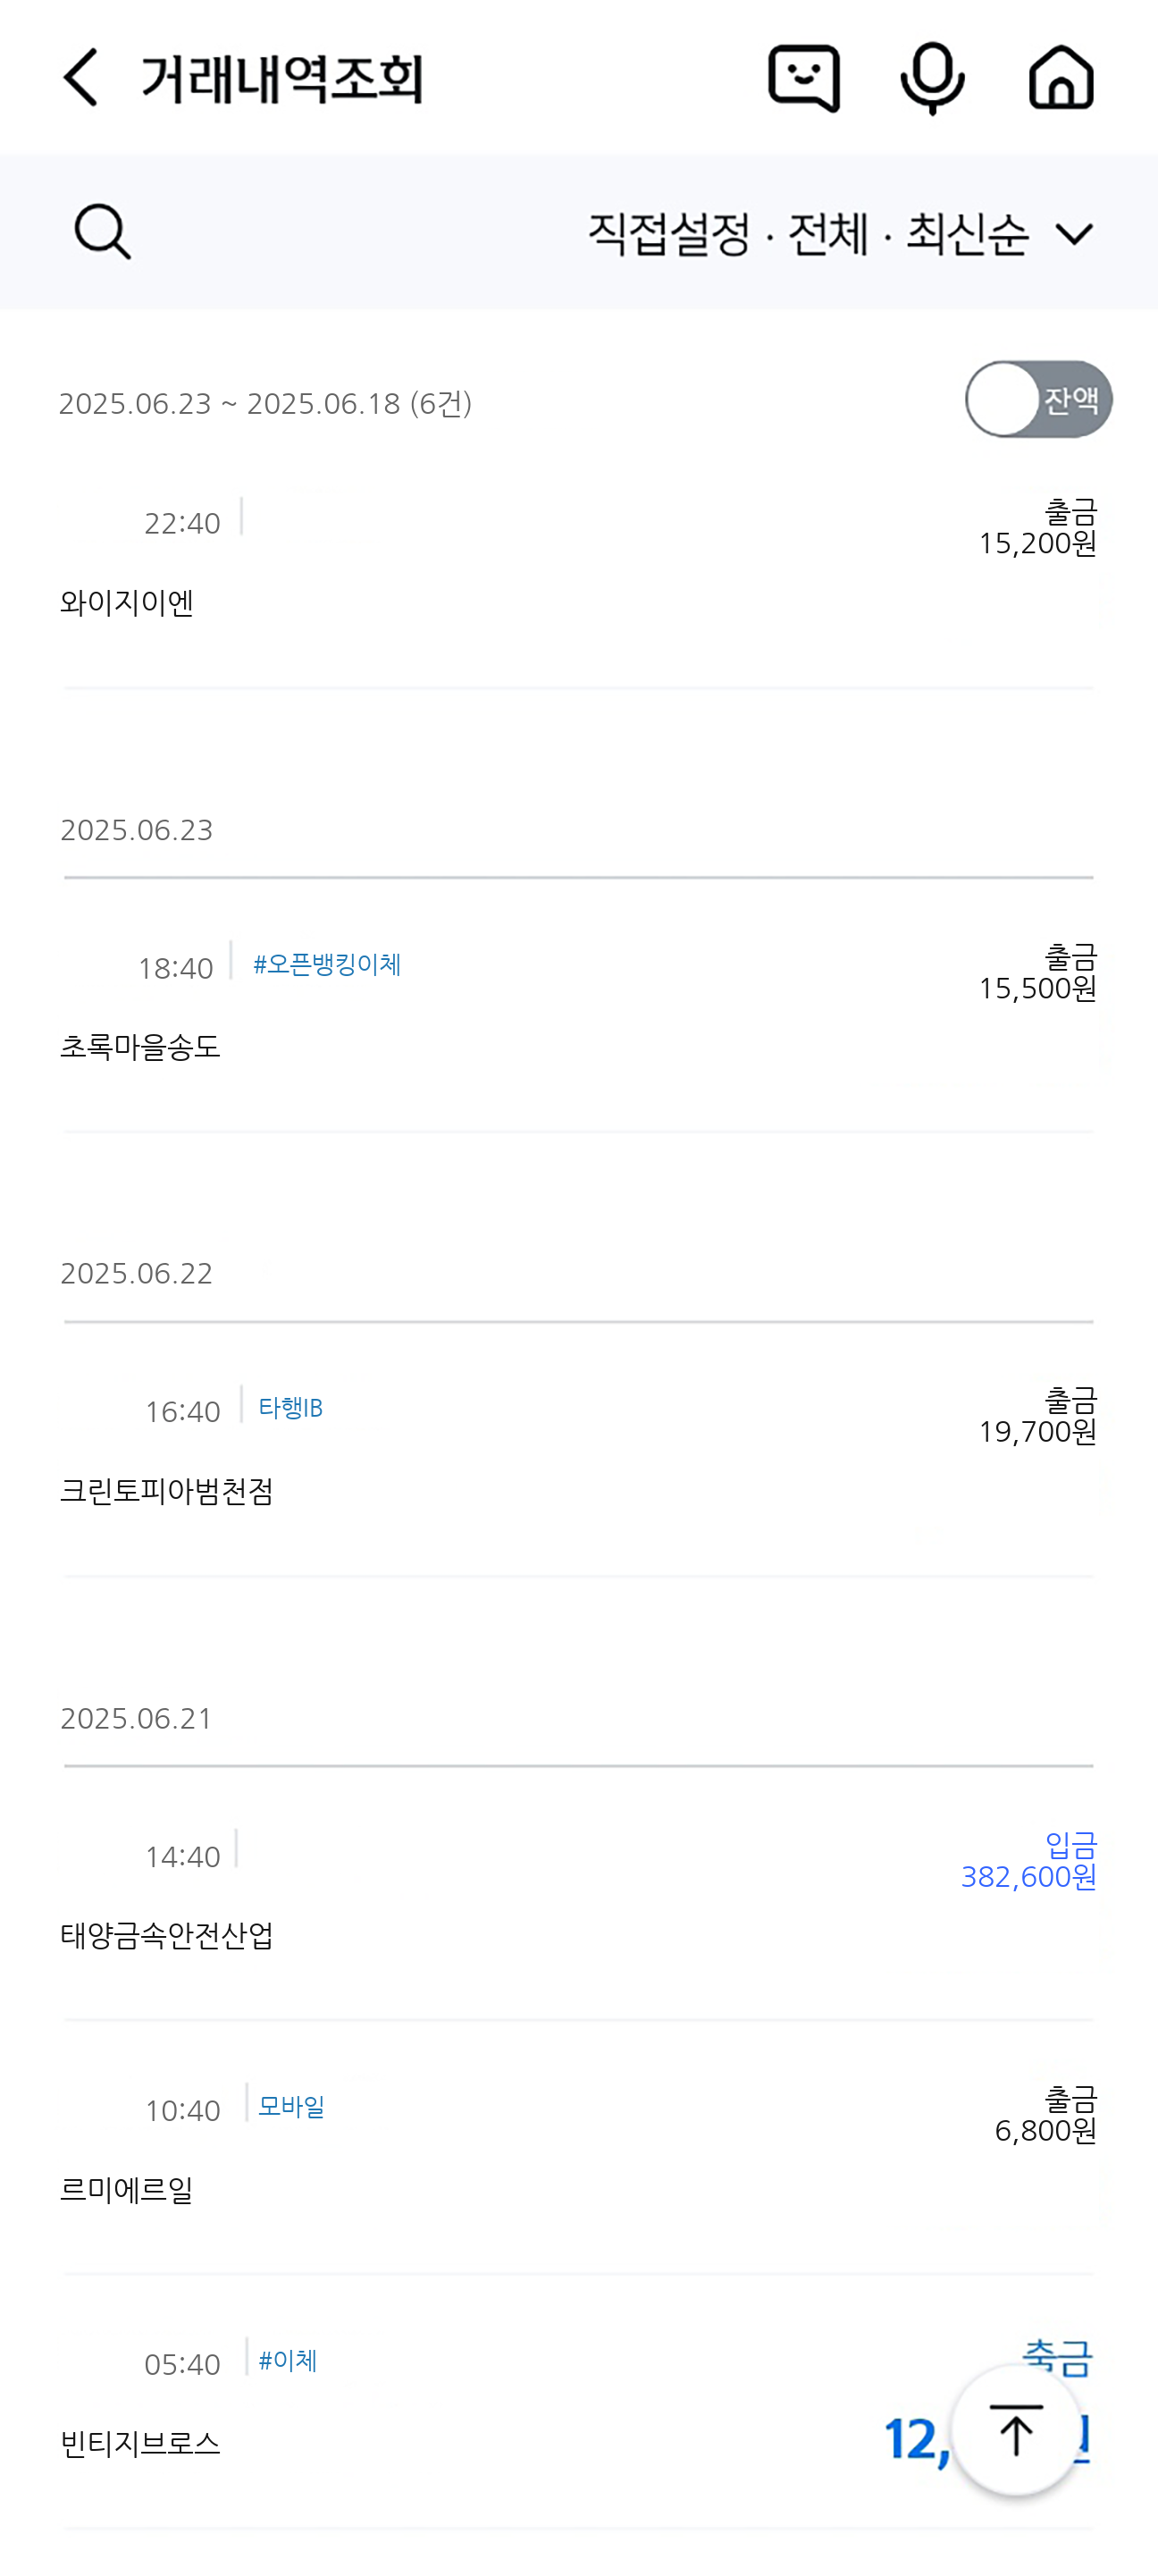 거래내역조회
직접설정 · 전체 · 최신순
2025.06.23 ~ 2025.06.18 (6건)
잔액
22:40
출금
15,200원
와이지이엔
2025.06.23
18:40 #오픈뱅킹이체
출금
15,500원
초록마을송도
2025.06.22
16:40 타행IB
출금
19,700원
크린토피아범천점
2025.06.21
14:40
입금
382,600원
태양금속안전산업
10:40 모바일
출금
6,800원
르미에르일
05:40 #이체
출금
12,
빈티지브로스